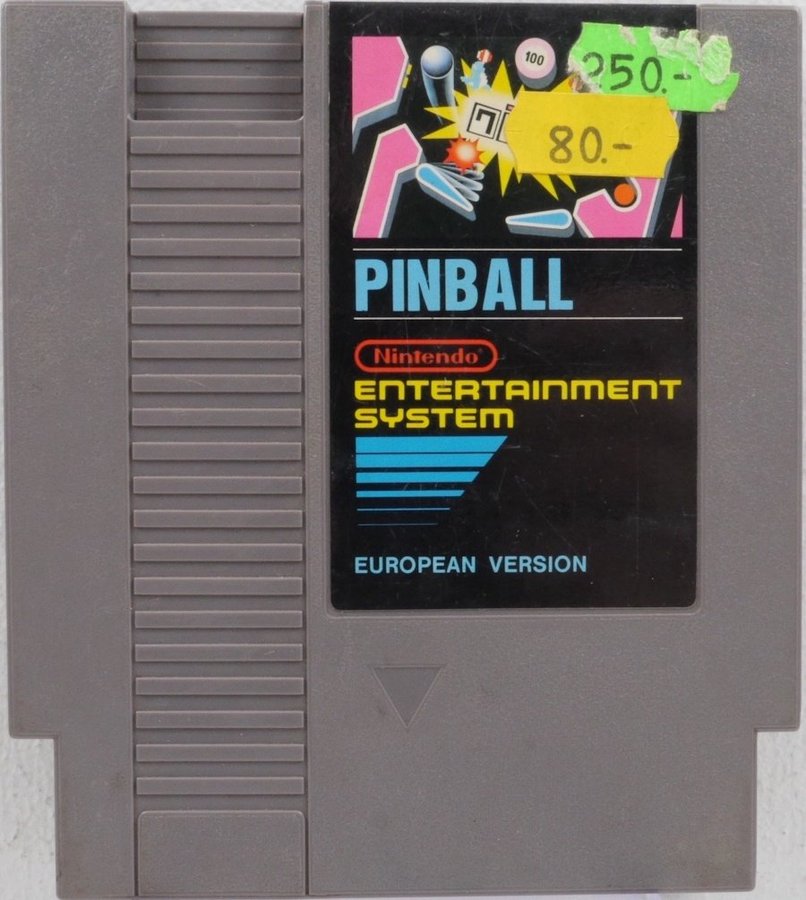 100
250.-
80.-
PINBALL
Nintendo®
ENTERTAINMENT
SYSTEM
EUROPEAN VERSION